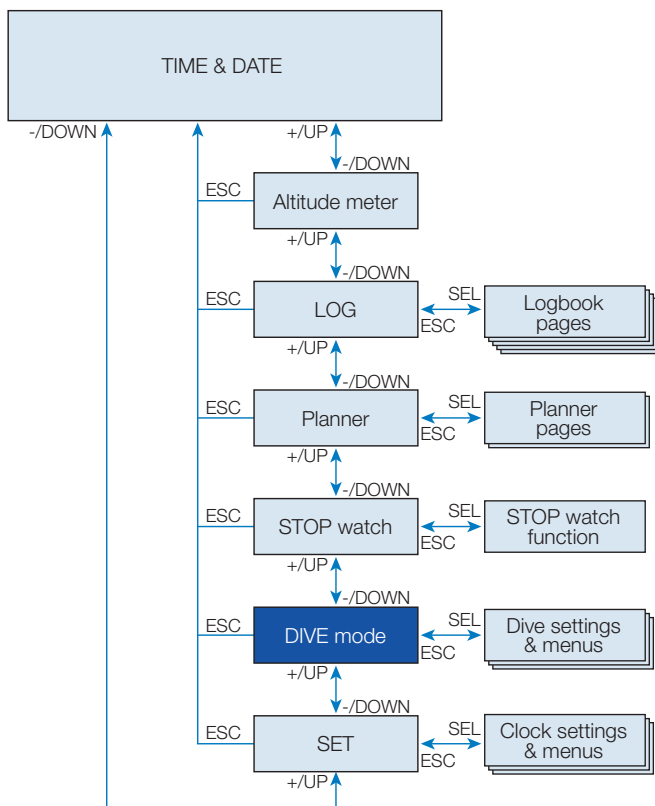 TIME & DATE
-/DOWN
+/UP
-/DOWN
ESC
Altitude meter
+/UP
-/DOWN
ESC
LOG
SEL
ESC
Logbook
pages
+/UP
-/DOWN
ESC
Planner
SEL
ESC
Planner
pages
+/UP
-/DOWN
ESC
STOP watch
SEL
ESC
STOP watch
function
+/UP
-/DOWN
ESC
DIVE mode
SEL
ESC
Dive settings
& menus
+/UP
-/DOWN
ESC
SET
SEL
ESC
Clock settings
& menus
+/UP